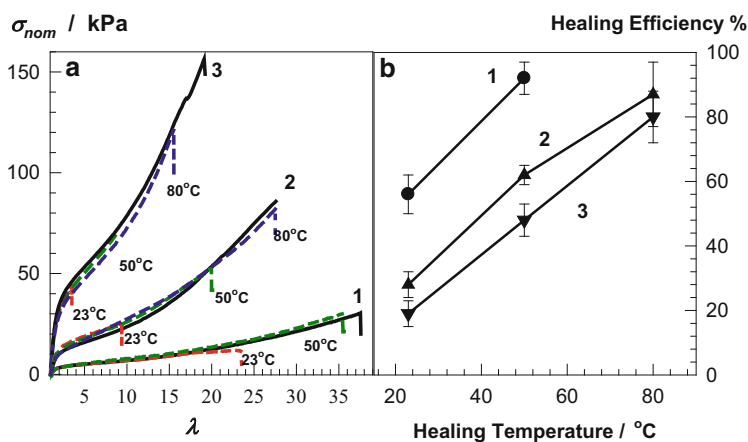 σnom / kPa
Healing Efficiency %
150
100
50
0
a
3
80°C
2
50°C
80°C
23°C
50°C
1
23°C
50°C
23°C
5 10 15 20 25 30 35
λ
b
1
2
3
100
80
60
40
20
0
20 40 60 80
Healing Temperature / °C